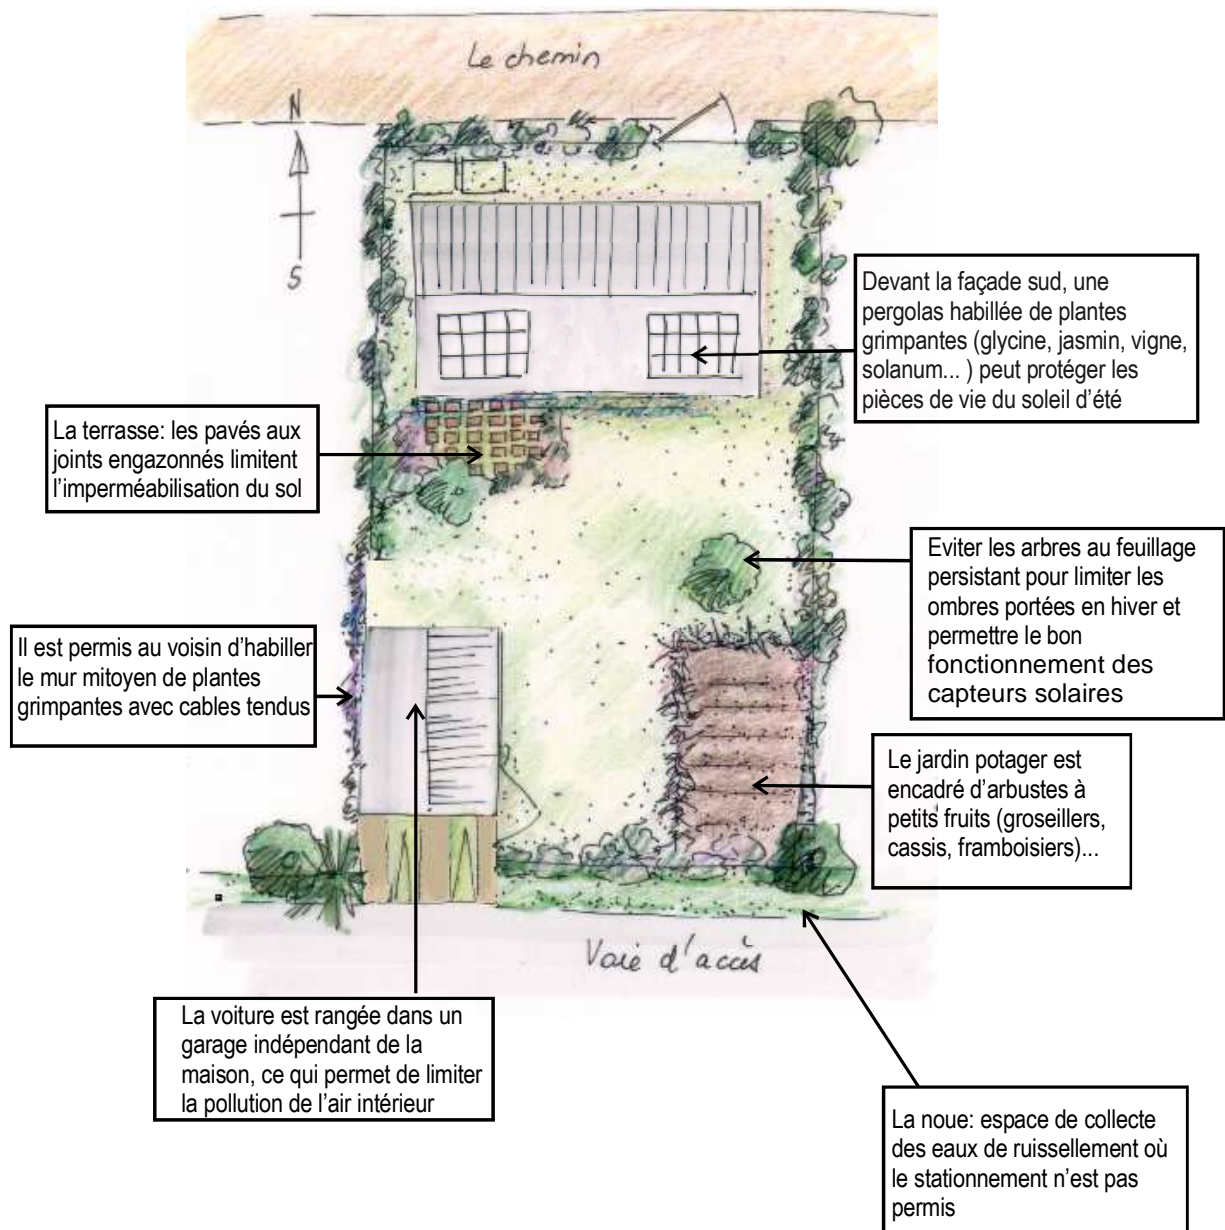 Le chemin
N
S
Devant la façade sud, une
pergolas habillée de plantes
grimpantes (glycine, jasmin, vigne,
solanum... ) peut protéger les
pièces de vie du soleil d'été
La terrasse: les pavés aux
joints engazonnés limitent
l'imperméabilisation du sol
Eviter les arbres au feuillage
persistant pour limiter les
ombres portées en hiver et
permettre le bon
fonctionnement des
capteurs solaires
Il est permis au voisin d'habiller
le mur mitoyen de plantes
grimpantes avec cables tendus
Le jardin potager est
encadré d'arbustes à
petits fruits (groseillers,
cassis, framboisiers)...
Voie d'accès
La voiture est rangée dans un
garage indépendant de la
maison, ce qui permet de limiter
la pollution de l'air intérieur
La noue: espace de collecte
des eaux de ruissellement où
le stationnement n'est pas
permis